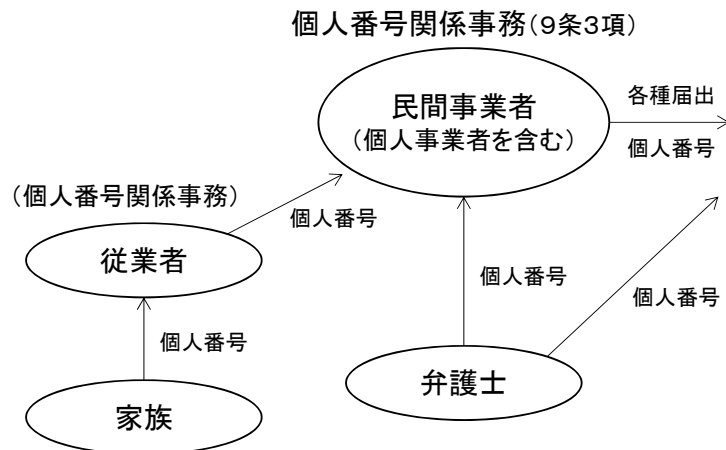 個人番号関係事務(9条3項)
民間事業者
(個人事業者を含む)
各種届出
個人番号
(個人番号関係事務)
個人番号
従業者
個人番号
個人番号
個人番号
弁護士
家族